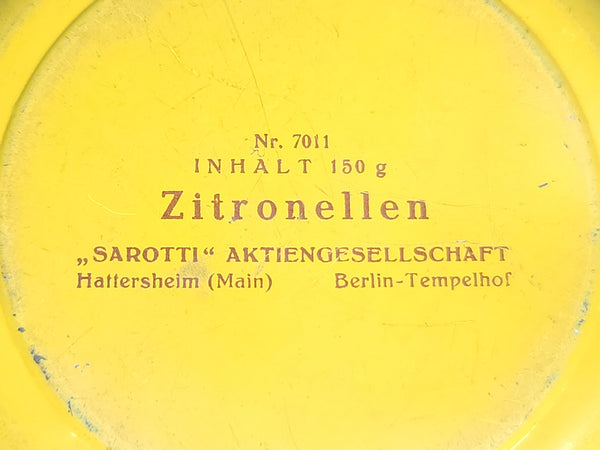 Nr. 7011
INHALT 150 g
Zitronellen
„SAROTTI“ AKTIENGESELLSCHAFT
Hattersheim (Main) Berlin-Tempelhof